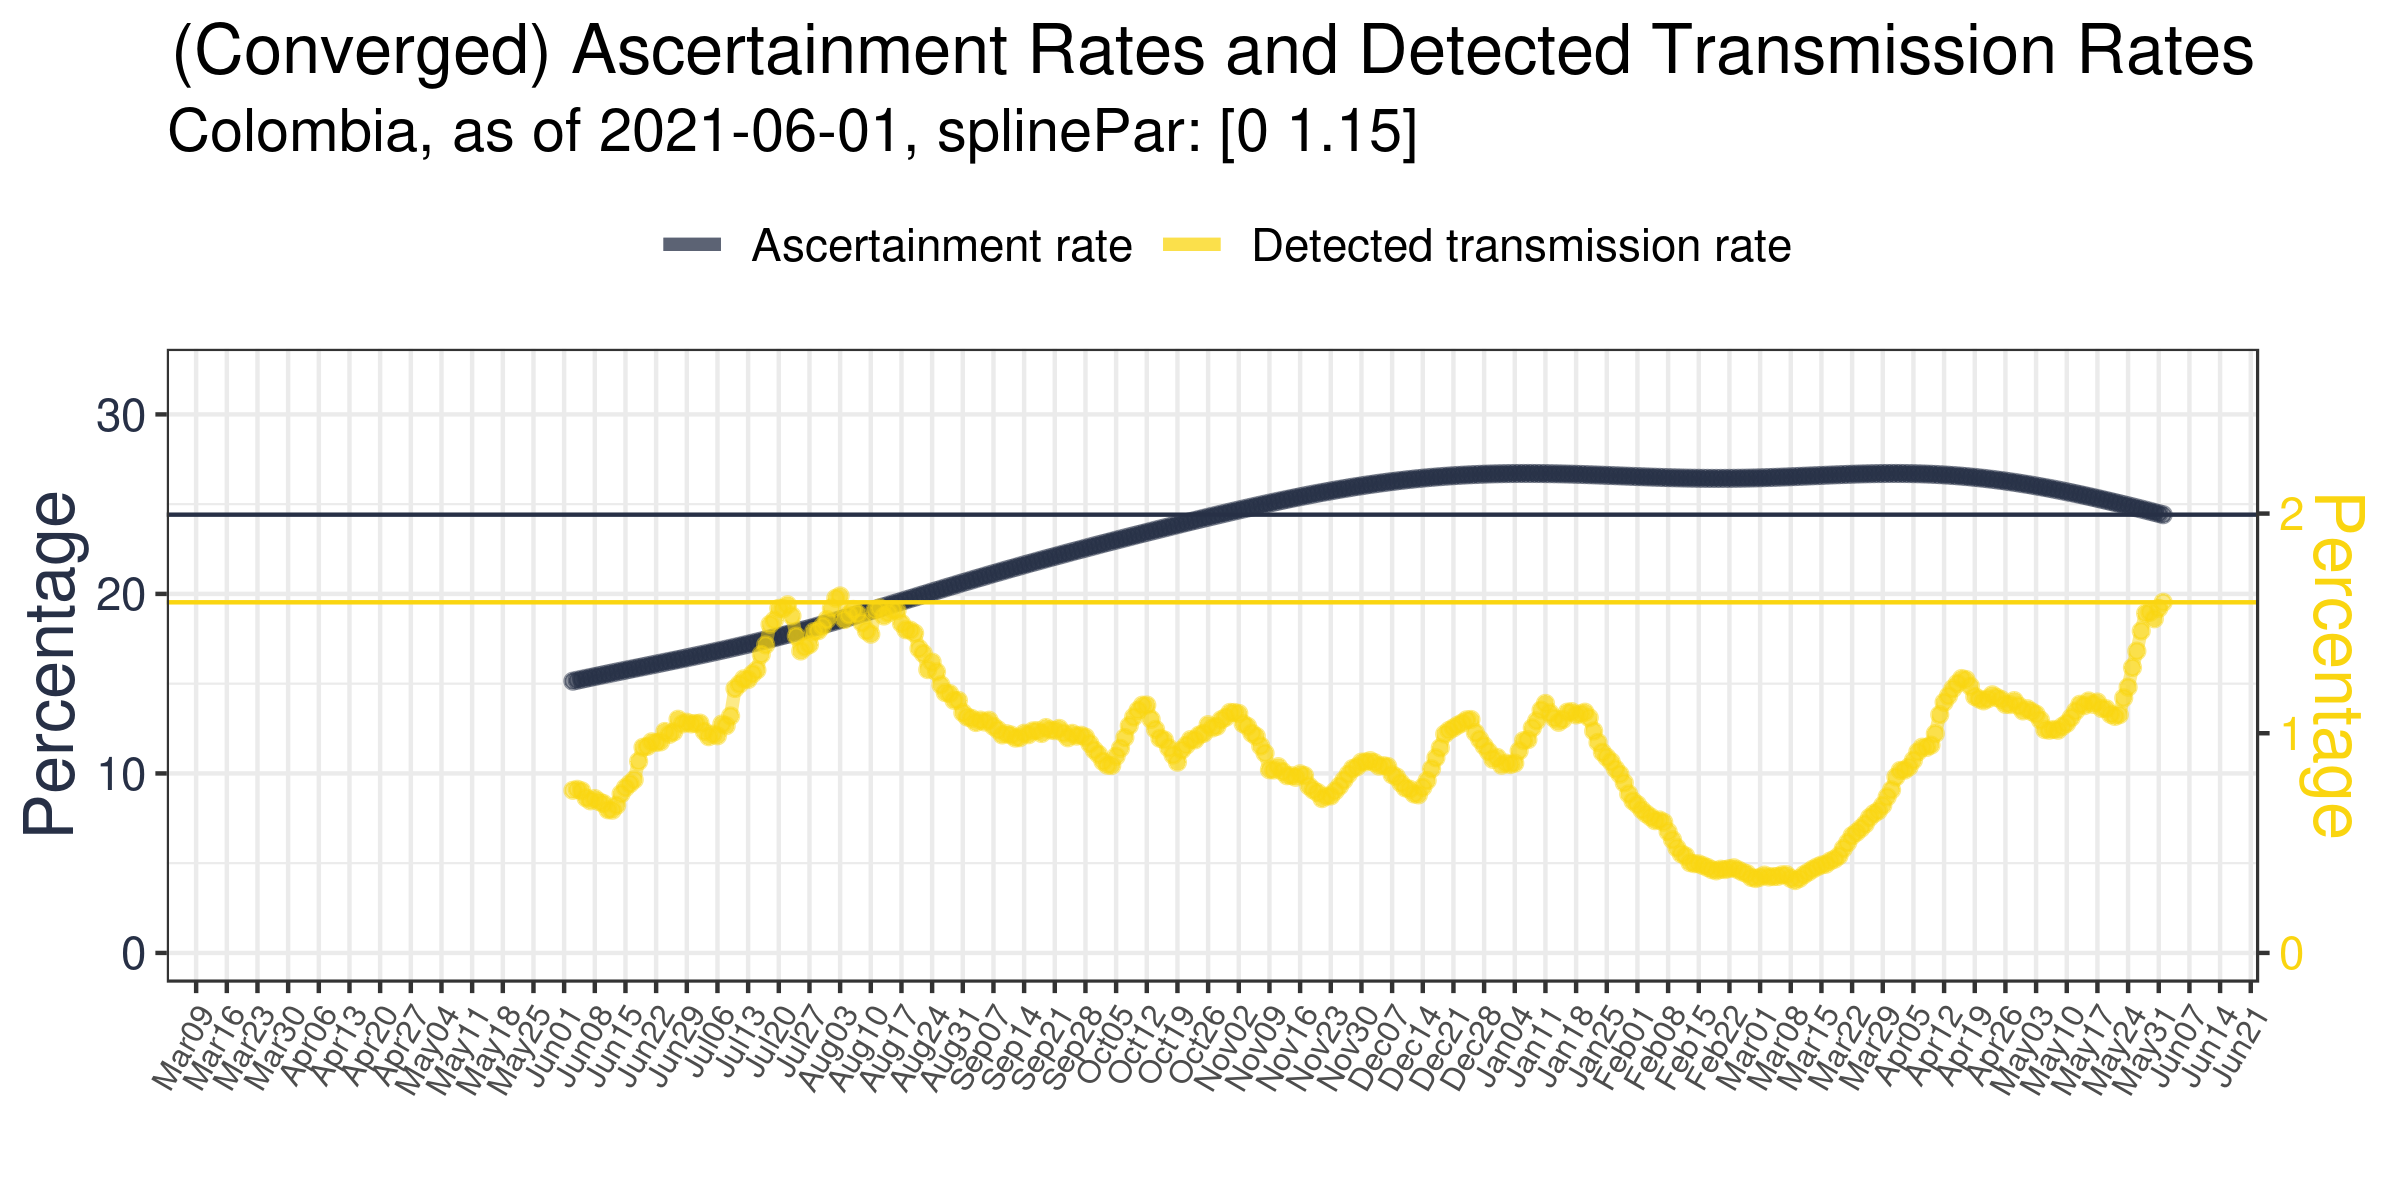 (Converged) Ascertainment Rates and Detected Transmission Rates
Colombia, as of 2021-06-01, splinePar: [0 1.15]
Ascertainment rate
Detected transmission rate
Percentage
30
20
10
0
2
1
0
Percentage
Mar09
Mar16
Mar23
Mar30
Apr06
Apr13
Apr20
Apr27
May04
May11
May18
May25
Jun01
Jun08
Jun15
Jun22
Jun29
Jul06
Jul13
Jul20
Jul27
Aug03
Aug10
Aug17
Aug24
Aug31
Sep07
Sep14
Sep21
Sep28
Oct05
Oct12
Oct19
Oct26
Nov02
Nov09
Nov16
Nov23
Nov30
Dec07
Dec14
Dec21
Dec28
Jan04
Jan11
Jan18
Jan25
Feb01
Feb08
Feb15
Feb22
Mar01
Mar08
Mar15
Mar22
Mar29
Apr05
Apr12
Apr19
Apr26
May03
May10
May17
May24
May31
Jun07
Jun14
Jun21